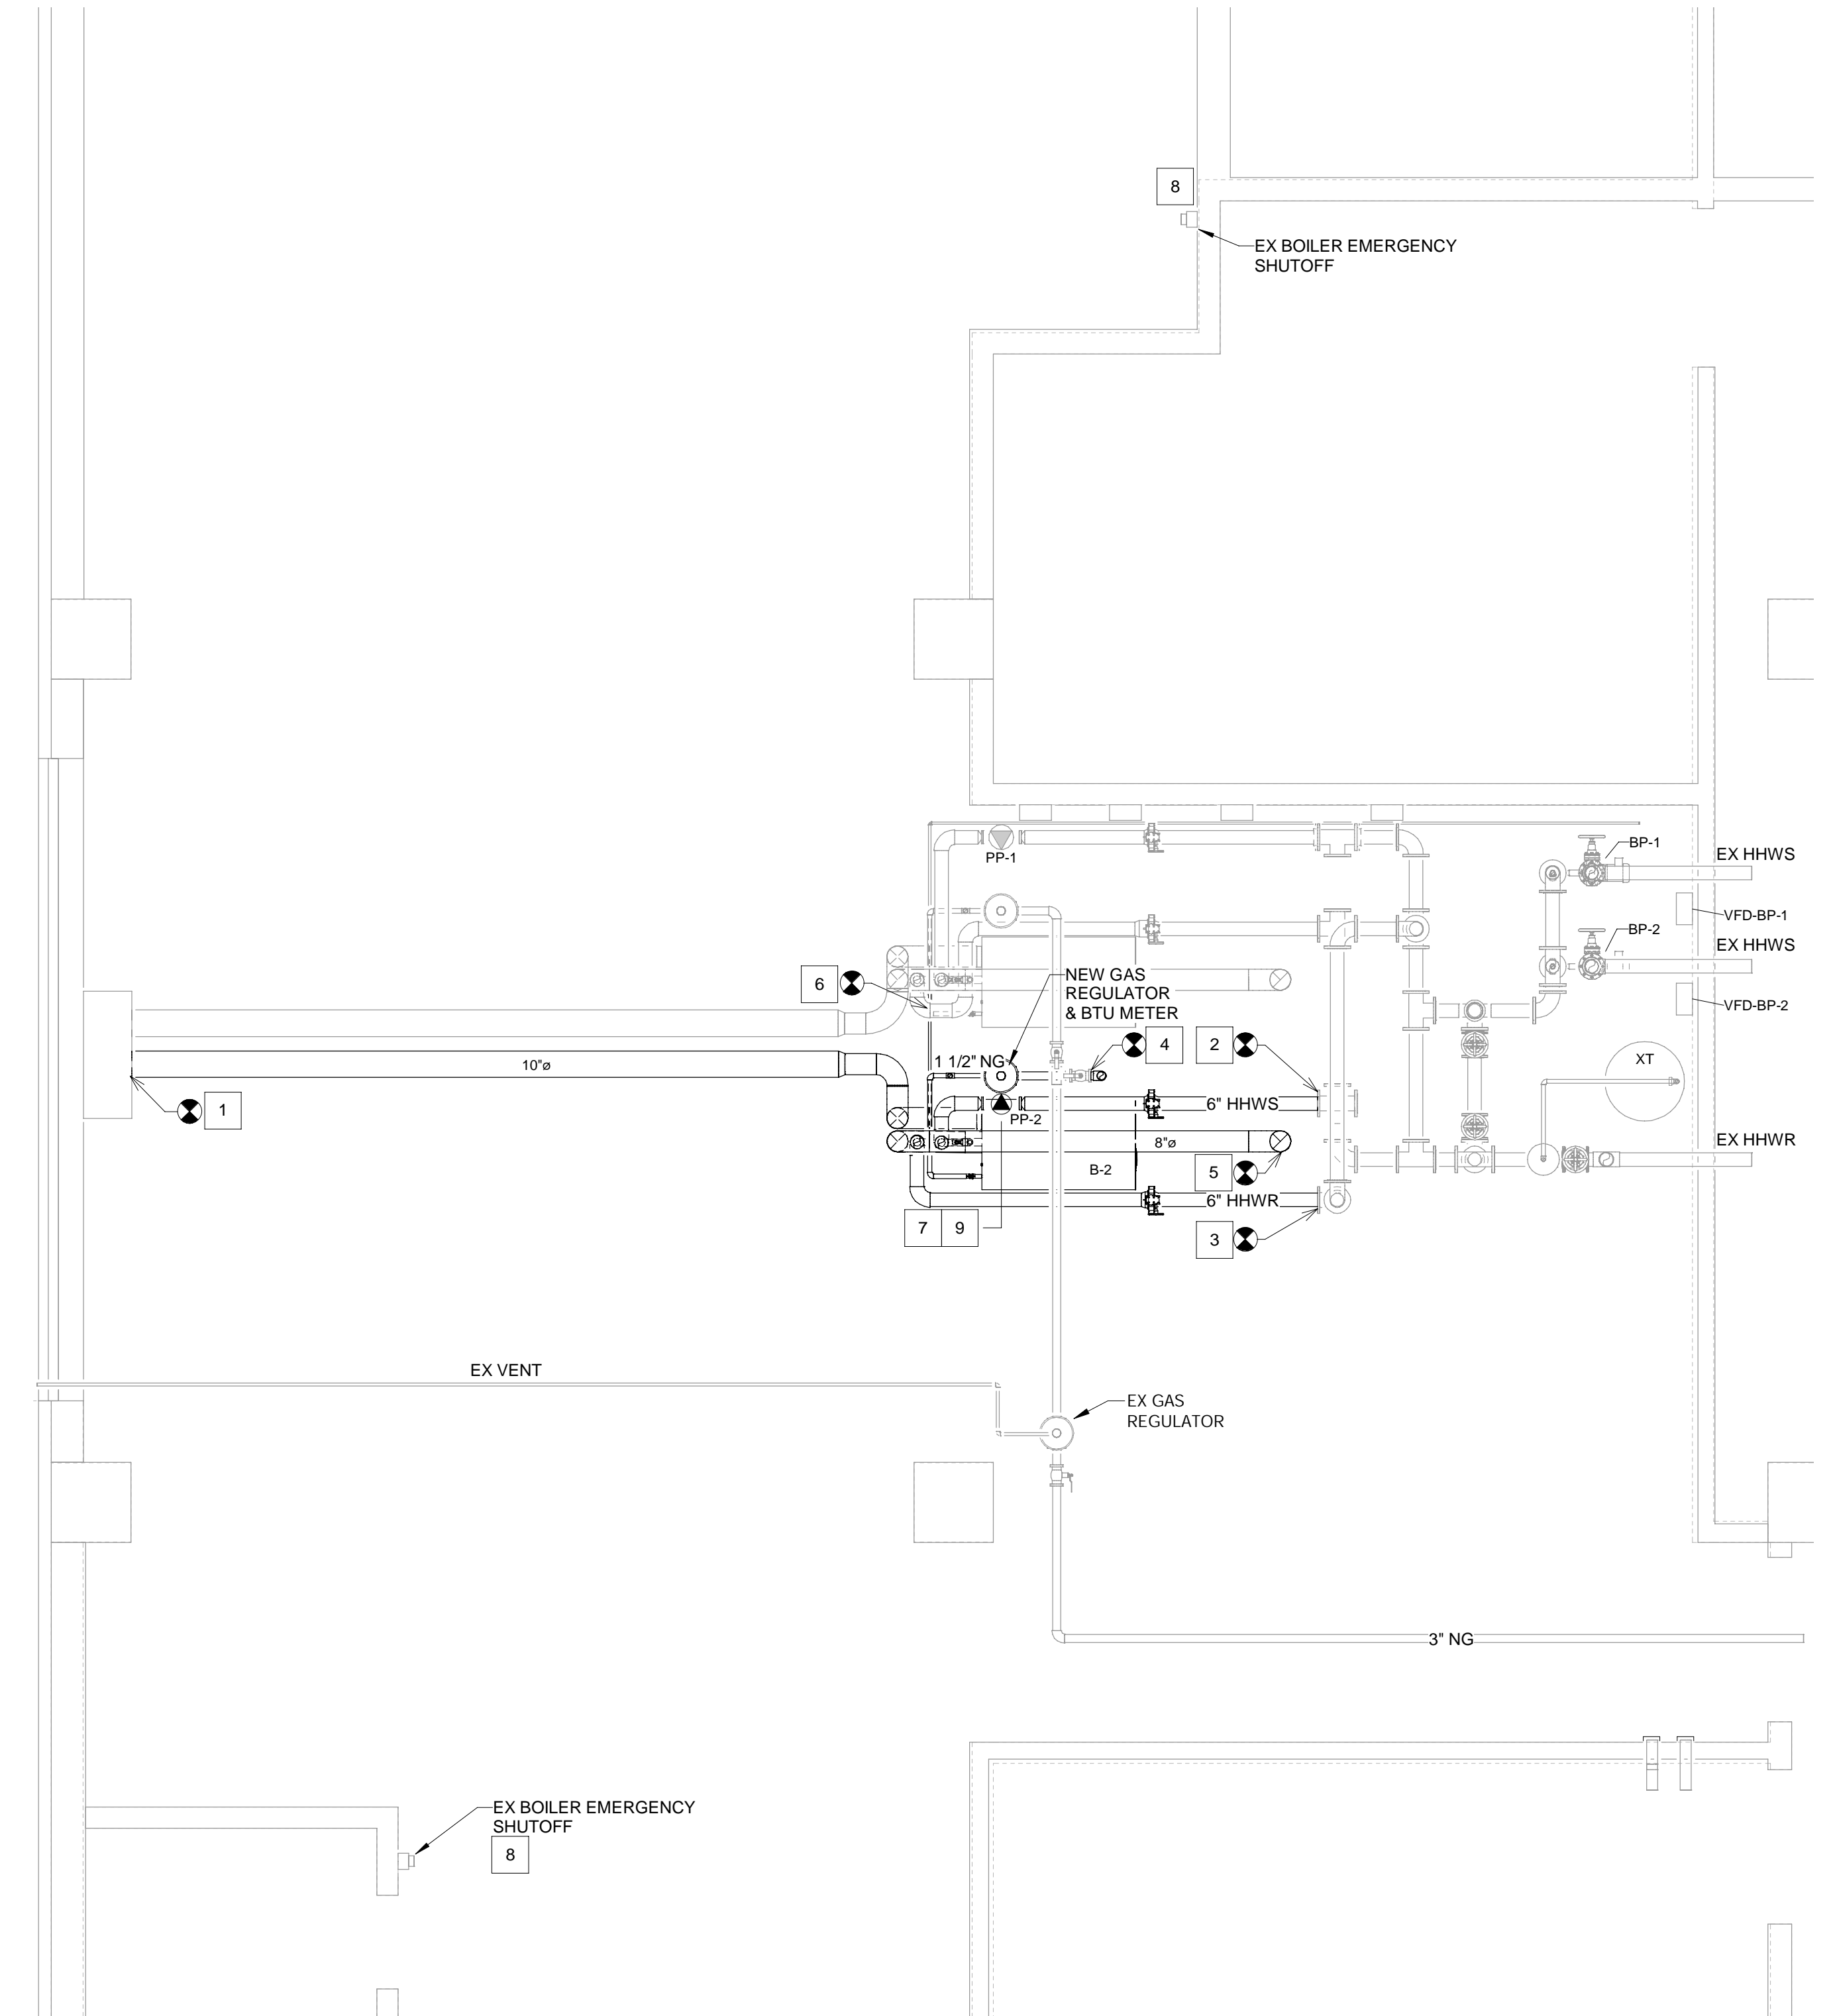 8
EX BOILER EMERGENCY
SHUTOFF
PP-1
BP-1
EX HHWS
VFD-BP-1
BP-2
EX HHWS
6
NEW GAS
REGULATOR
& BTU METER
VFD-BP-2
4
2
1 1/2" NG
XT
10"ø
1
6" HHWS
PP-2
EX HHWR
8"ø
B-2
5
6" HHWR
7
9
3
EX VENT
EX GAS
REGULATOR
3" NG
EX BOILER EMERGENCY
SHUTOFF
8